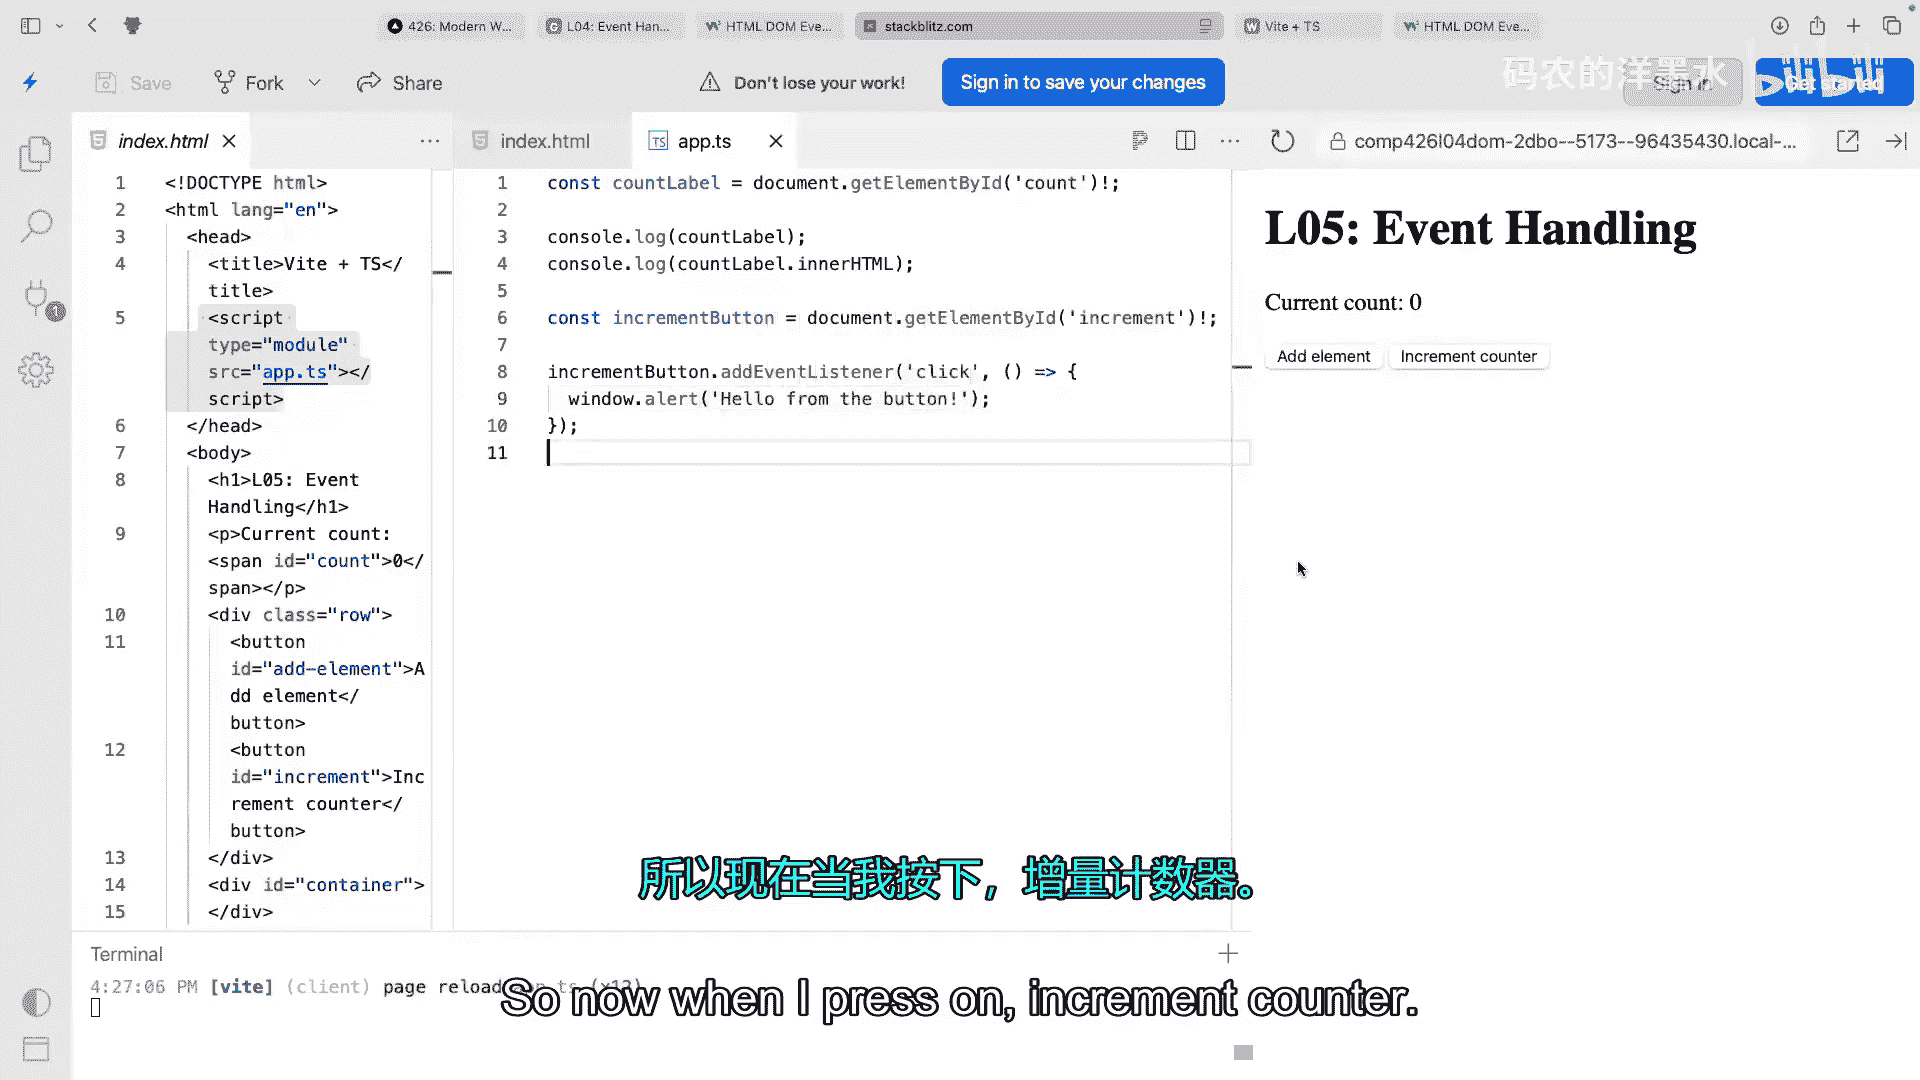 426: Modern W...
L04: Event Han...
HTML DOM Eve...
stackblitz.com
Vite + TS
HTML DOM Eve...
Save
Fork
Share
Don't lose your work!
Sign in to save your changes
Sign in
码农的洋墨水
bilibili
index.html
index.html
app.ts
comp426l04dom-2dbo--5173--96435430.local-...
1 <!DOCTYPE html>
2 <html lang="en">
3 <head>
4 <title>Vite + TS</
title>
5 <script
type="module"
src="app.ts"></
script>
6 </head>
7 <body>
8 <h1>L05: Event
Handling</h1>
9 <p>Current count:
<span id="count">0</
span></p>
10 <div class="row">
11 <button
id="add-element">A
dd element</
button>
12 <button
id="increment">Inc
rement counter</
button>
13 </div>
14 <div id="container">
15 </div>
1 const countLabel = document.getElementById('count')!;
2
3 console.log(countLabel);
4 console.log(countLabel.innerHTML);
5
6 const incrementButton = document.getElementById('increment')!;
7
8 incrementButton.addEventListener('click', () => {
9 window.alert('Hello from the button!');
10 });
11
L05: Event Handling
Current count: 0
Add element
Increment counter
所以现在当我按下，增量计数器。
Terminal
4:27:06 PM [vite] (client) page reload app.ts (x12)
So now when I press on, increment counter.
1